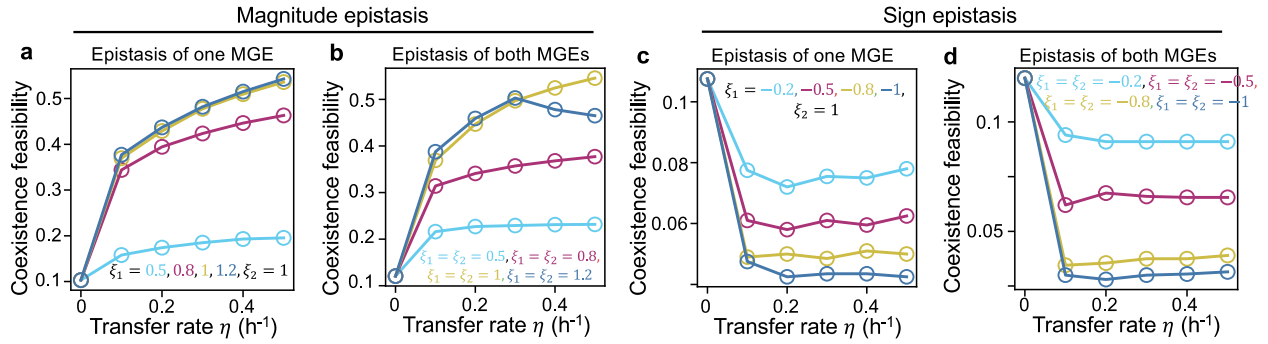 Magnitude epistasis
Sign epistasis
a
Epistasis of one MGE
Coexistence feasibility
0.5
0.4
0.3
0.2
0.1
ξ₁ = 0.5, 0.8, 1, 1.2, ξ₂ = 1
0
0.2
0.4
Transfer rate η (h⁻¹)
b
Epistasis of both MGEs
Coexistence feasibility
0.5
0.4
0.3
0.2
0.1
ξ₁ = ξ₂ = 0.5, ξ₁ = ξ₂ = 0.8,
ξ₁ = ξ₂ = 1, ξ₁ = ξ₂ = 1.2
0
0.2
0.4
Transfer rate η (h⁻¹)
c
Epistasis of one MGE
Coexistence feasibility
0.1
0.08
0.06
ξ₁ = −0.2, −0.5, −0.8, −1,
ξ₂ = 1
0
0.2
0.4
Transfer rate η (h⁻¹)
d
Epistasis of both MGEs
Coexistence feasibility
0.1
0.05
ξ₁ = ξ₂ = −0.2, ξ₁ = ξ₂ = −0.5,
ξ₁ = ξ₂ = −0.8, ξ₁ = ξ₂ = −1
0
0.2
0.4
Transfer rate η (h⁻¹)